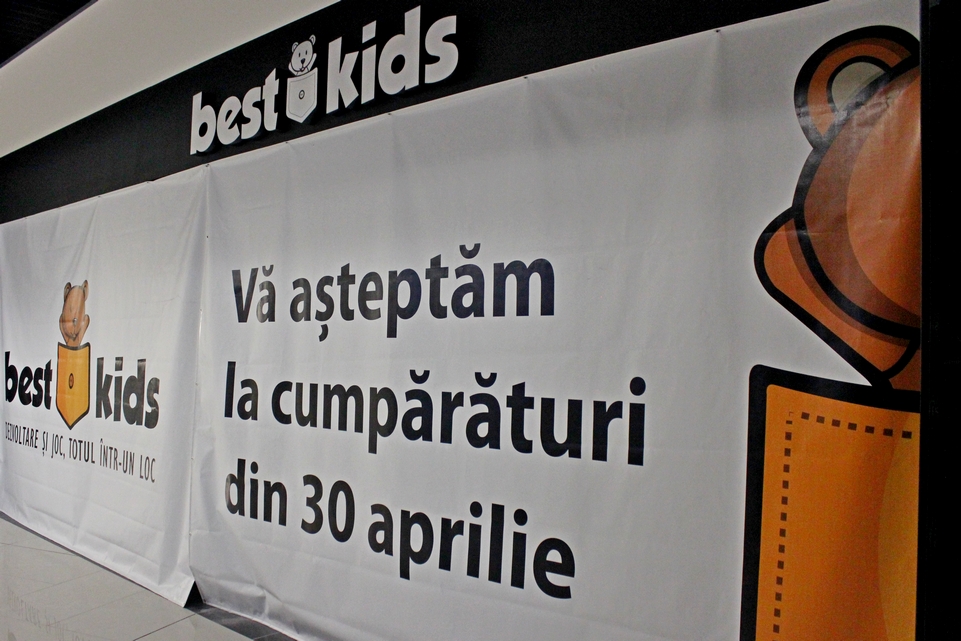 best kids
best kids
DEZVOLTARE ȘI JOC, TOTUL ÎNTR-UN LOC
Vă așteptăm
la cumpărături
din 30 aprilie